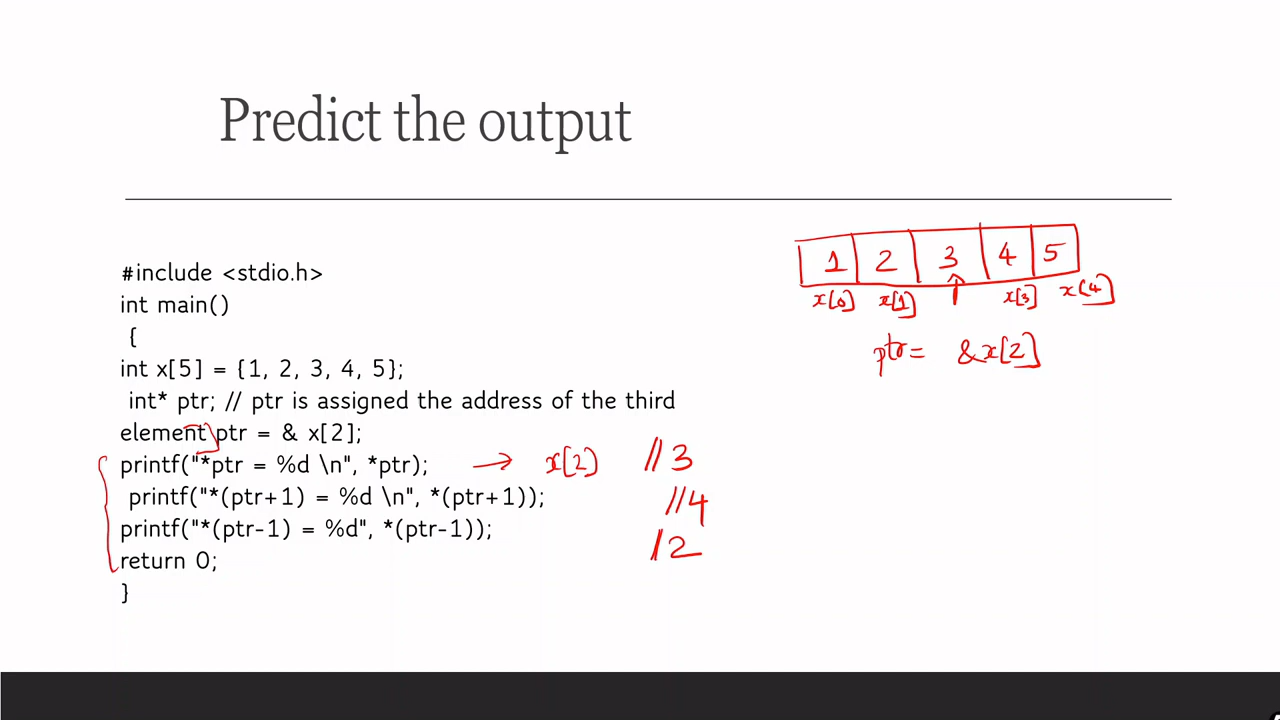 Predict the output
1 2 3 4 5
x[0] x[1] x[3] x[4]
ptr= &x[2]
#include <stdio.h>
int main()
{
int x[5] = {1, 2, 3, 4, 5};
int* ptr; // ptr is assigned the address of the third
element ptr = & x[2];
printf("*ptr = %d \n", *ptr); → x[2] //3
printf("*(ptr+1) = %d \n", *(ptr+1)); //4
printf("*(ptr-1) = %d", *(ptr-1)); //2
return 0;
}